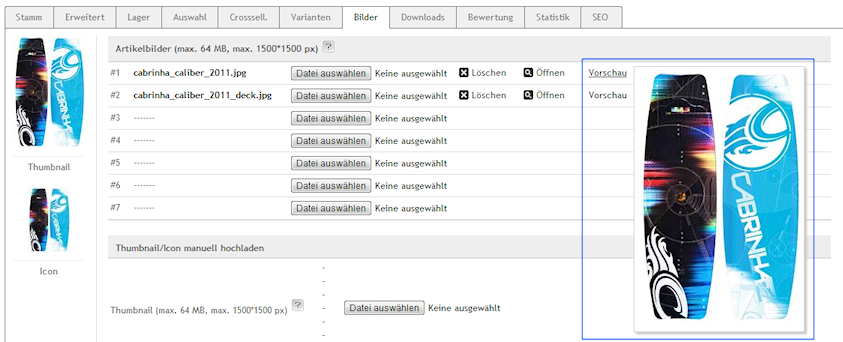 Stamm Erweitert Lager Auswahl Crosssell. Varianten Bilder Downloads Bewertung Statistik SEO
Artikelbilder (max. 64 MB, max. 1500*1500 px) ?
#1 cabrinha_caliber_2011.jpg Datei auswählen Keine ausgewählt Löschen Öffnen Vorschau
#2 cabrinha_caliber_2011_deck.jpg Datei auswählen Keine ausgewählt Löschen Öffnen Vorschau
#3 ------- Datei auswählen Keine ausgewählt
#4 ------- Datei auswählen Keine ausgewählt
#5 ------- Datei auswählen Keine ausgewählt
#6 ------- Datei auswählen Keine ausgewählt
#7 ------- Datei auswählen Keine ausgewählt
Thumbnail
Icon
Thumbnail/Icon manuell hochladen
-
-
-
Thumbnail (max. 64 MB, max. 1500*1500 px) ? - Datei auswählen Keine ausgewählt
-
-
CABRINHA
CABRINHA
CABRINHA